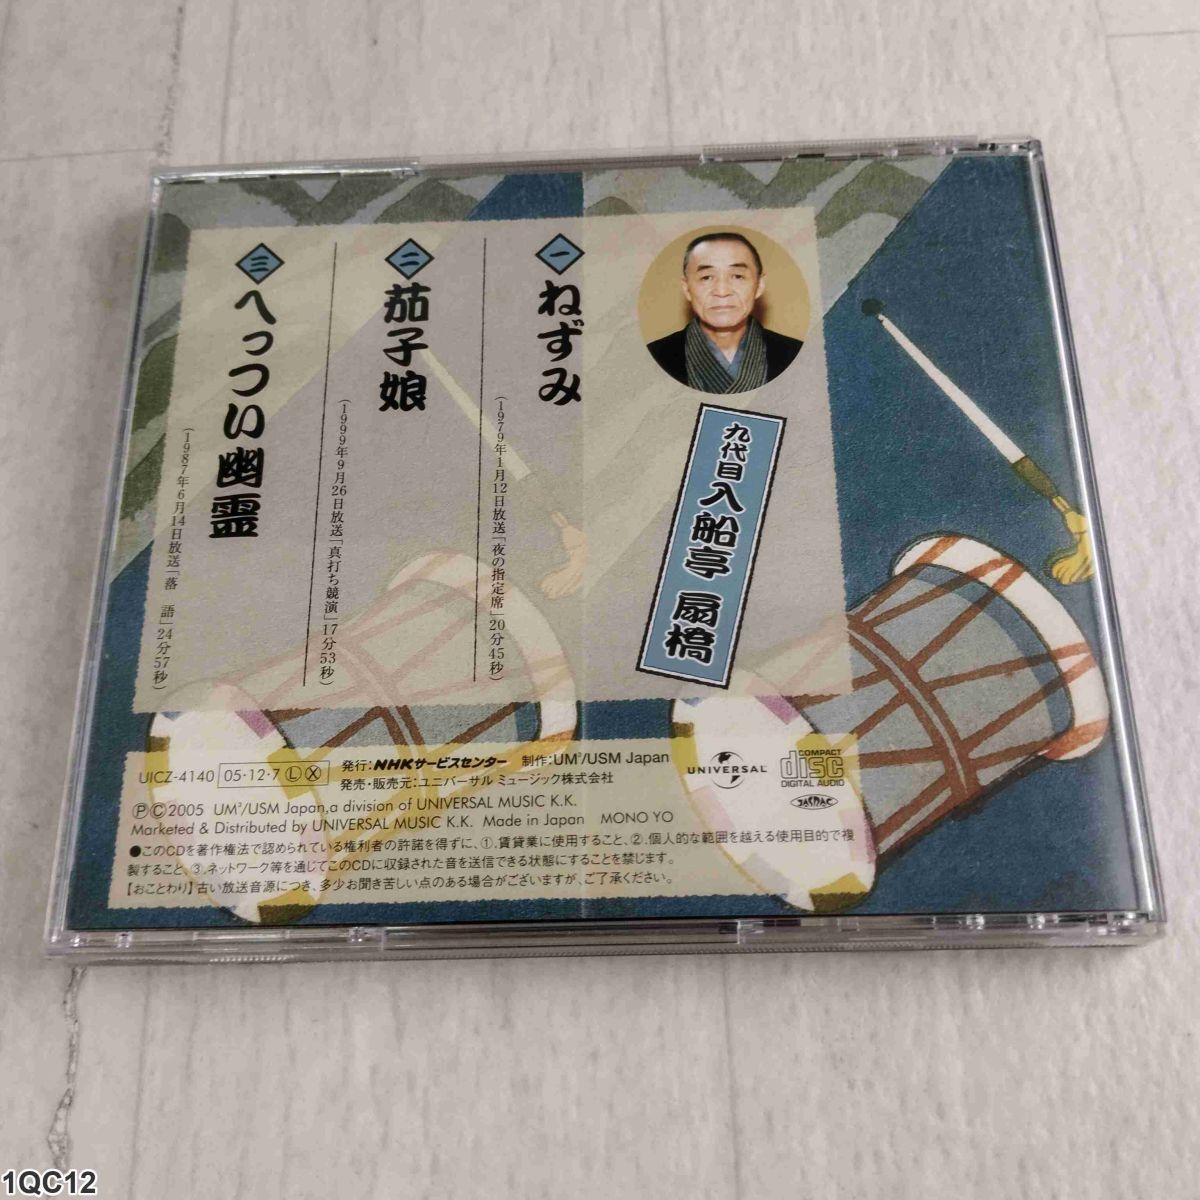 九代目 入船亭 扇橋
一 ねずみ
（1979年1月12日放送「夜の指定席」20分45秒）
二 茄子娘
（1999年9月26日放送「真打ち競演」17分53秒）
三 へっつい幽霊
（1987年6月14日放送「落 語」24分57秒）
UICZ-4140 05・12・7 Ⓛ Ⓧ 発行：NHKサービスセンター 制作：UM³/USM Japan
発売・販売元：ユニバーサル ミュージック株式会社
UNIVERSAL
COMPACT
disc
DIGITAL AUDIO
JASRAC
ⓅⒸ2005 UM³/USM Japan,a division of UNIVERSAL MUSIC K.K.
Marketed & Distributed by UNIVERSAL MUSIC K.K. Made in Japan MONO YO
●このCDを著作権法で認められている権利者の許諾を得ずに、①.賃貸業に使用すること、②.個人的な範囲を越える使用目的で複
製すること、③.ネットワーク等を通じてこのCDに収録された音を送信できる状態にすることを禁じます。
【おことわり】古い放送音源につき、多少お聞き苦しい点のある場合がございますが、ご了承ください。
1QC12